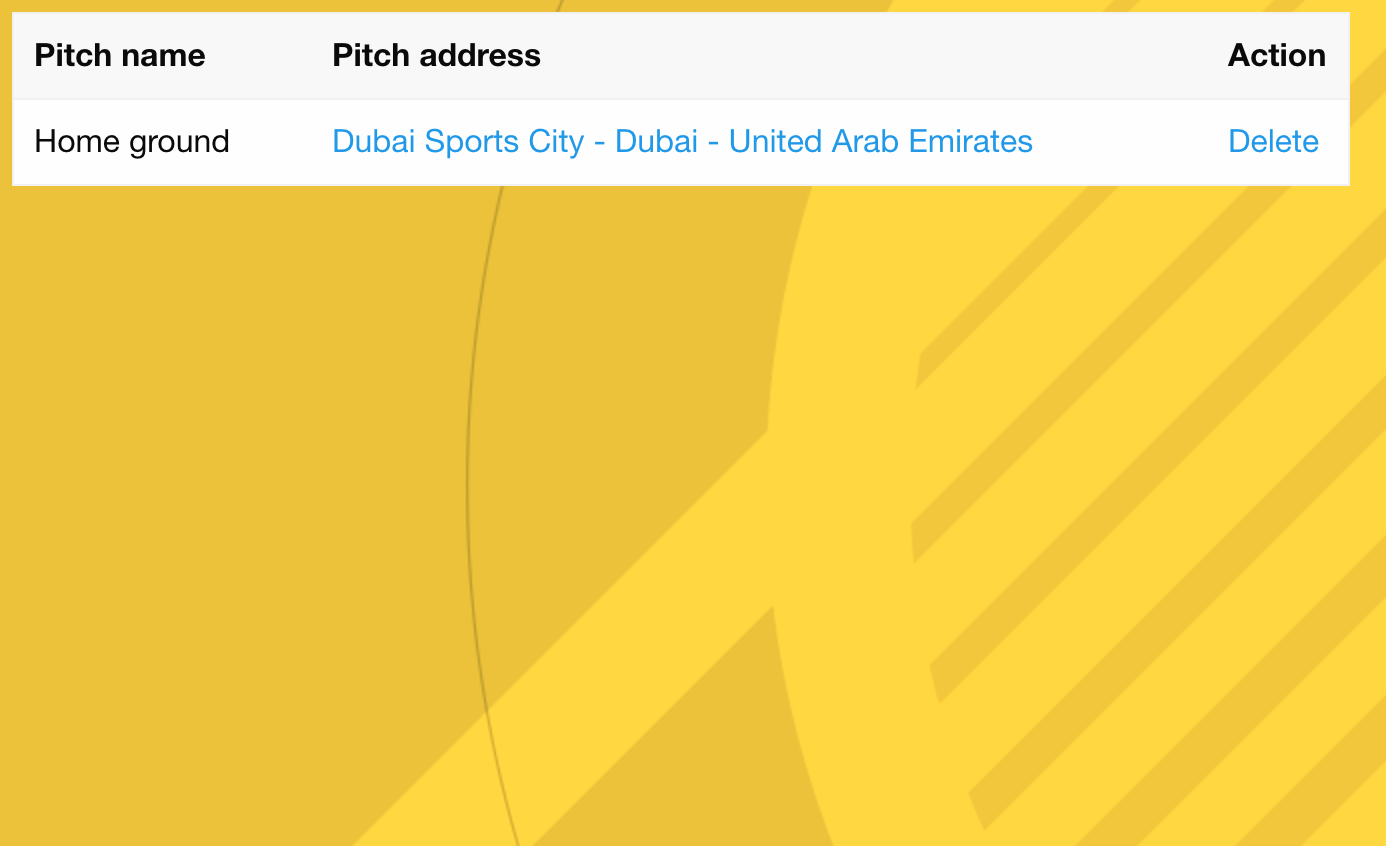 Pitch name Pitch address Action
Home ground Dubai Sports City - Dubai - United Arab Emirates Delete